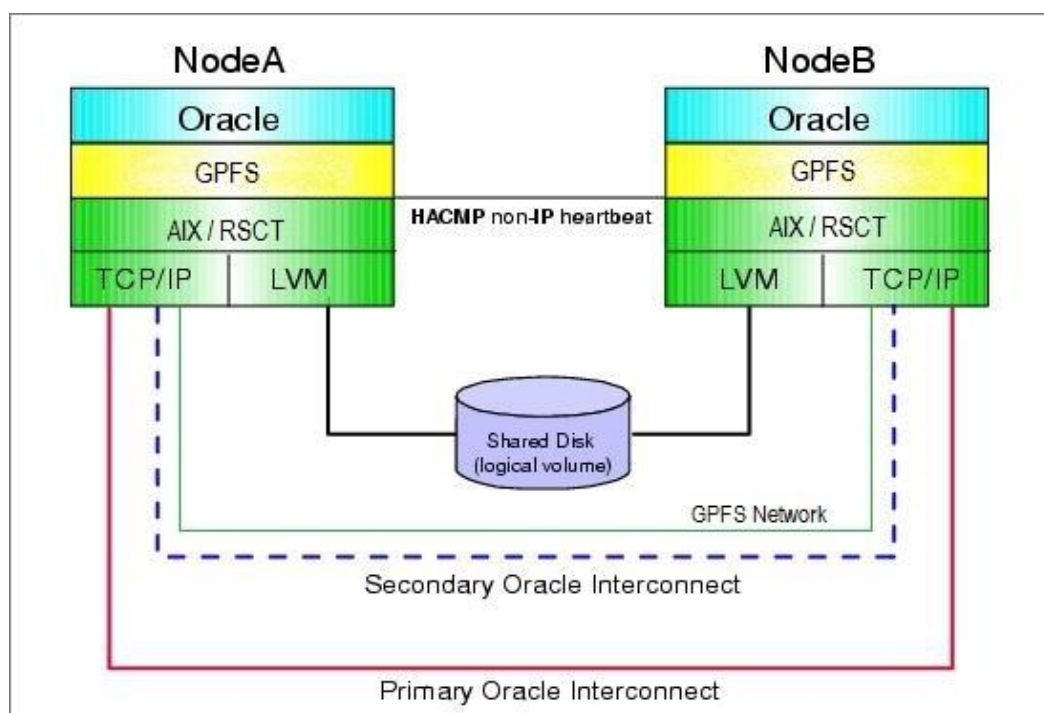 NodeA
NodeB
Oracle
Oracle
GPFS
GPFS
HACMP non-IP heartbeat
AIX / RSCT
AIX / RSCT
TCP/IP
LVM
LVM
TCP/IP
Shared Disk
(logical volume)
GPFS Network
Secondary Oracle Interconnect
Primary Oracle Interconnect